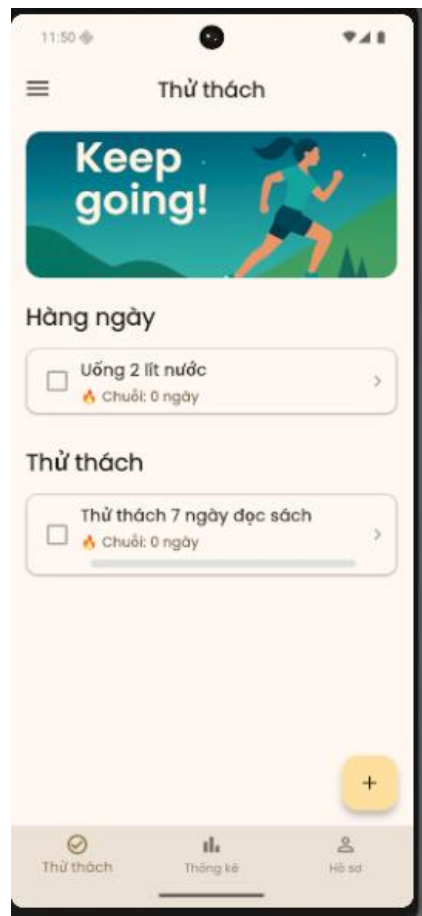 11:50
Thử thách
Keep
going!
Hàng ngày
Uống 2 lít nước
Chuỗi: 0 ngày
Thử thách
Thử thách 7 ngày đọc sách
Chuỗi: 0 ngày
+
Thử thách
Thống kê
Hồ sơ